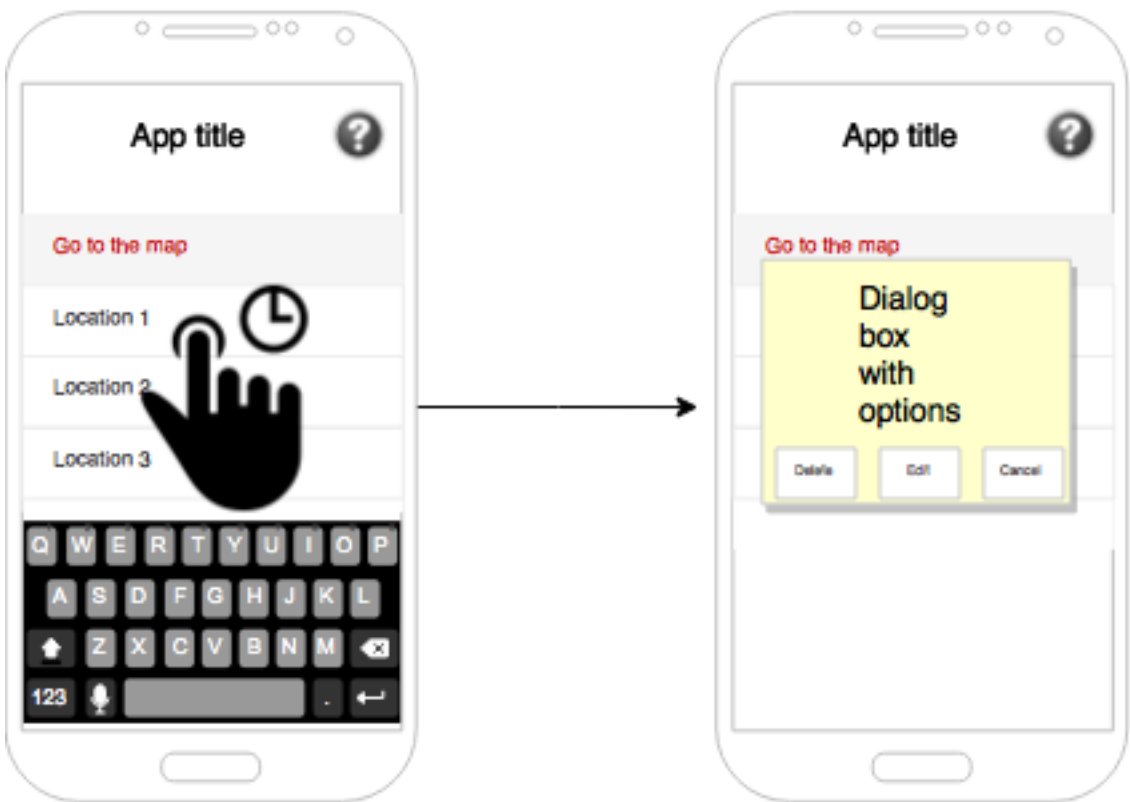 App title ?
Go to the map
Location 1
Location 2
Location 3
Q W E R T Y U I O P
A S D F G H J K L
Z X C V B N M
123 .
App title ?
Go to the map
Dialog
box
with
options
Delete Edit Cancel